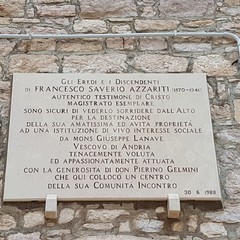 Gli Eredi e i Discendenti
di Francesco Saverio Azzariti (1870-1941)
autentico testimone di Cristo
magistrato esemplare
sono sicuri di vederlo sorridere dall'Alto
per la destinazione
della sua amatissima ed avita proprietà
ad una istituzione di vivo interesse sociale
da Mons Giuseppe Lanave
Vescovo di Andria
tenacemente voluta
ed appassionatamente attuata
con la generosità di don Pierino Gelmini
che qui collocò un centro
della sua Comunità Incontro
30 6 1988